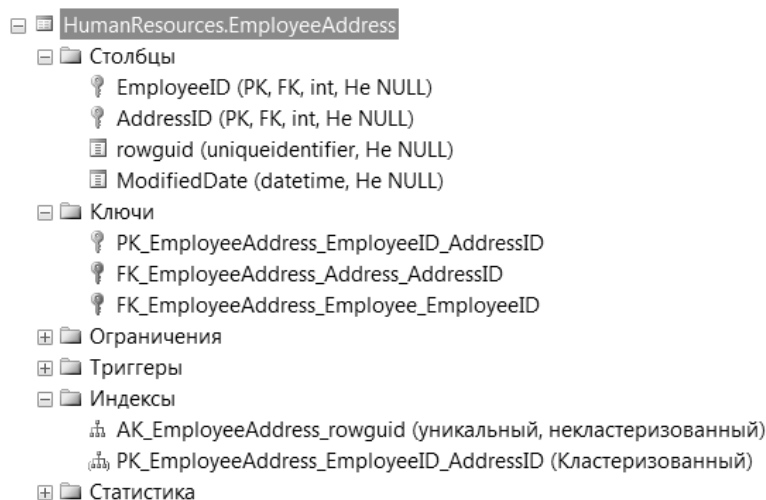 HumanResources.EmployeeAddress
Столбцы
EmployeeID (PK, FK, int, Не NULL)
AddressID (PK, FK, int, Не NULL)
rowguid (uniqueidentifier, Не NULL)
ModifiedDate (datetime, Не NULL)
Ключи
PK_EmployeeAddress_EmployeeID_AddressID
FK_EmployeeAddress_Address_AddressID
FK_EmployeeAddress_Employee_EmployeeID
Ограничения
Триггеры
Индексы
AK_EmployeeAddress_rowguid (уникальный, некластеризованный)
PK_EmployeeAddress_EmployeeID_AddressID (Кластеризованный)
Статистика